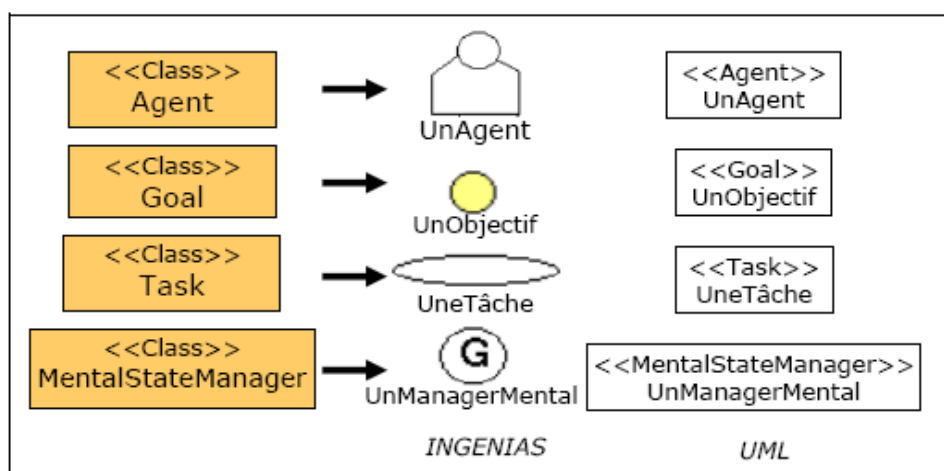 <<Class>>
Agent
UnAgent
<<Agent>>
UnAgent
<<Class>>
Goal
UnObjectif
<<Goal>>
UnObjectif
<<Class>>
Task
UneTâche
<<Task>>
UneTâche
<<Class>>
MentalStateManager
G
UnManagerMental
<<MentalStateManager>>
UnManagerMental
INGENIAS
UML